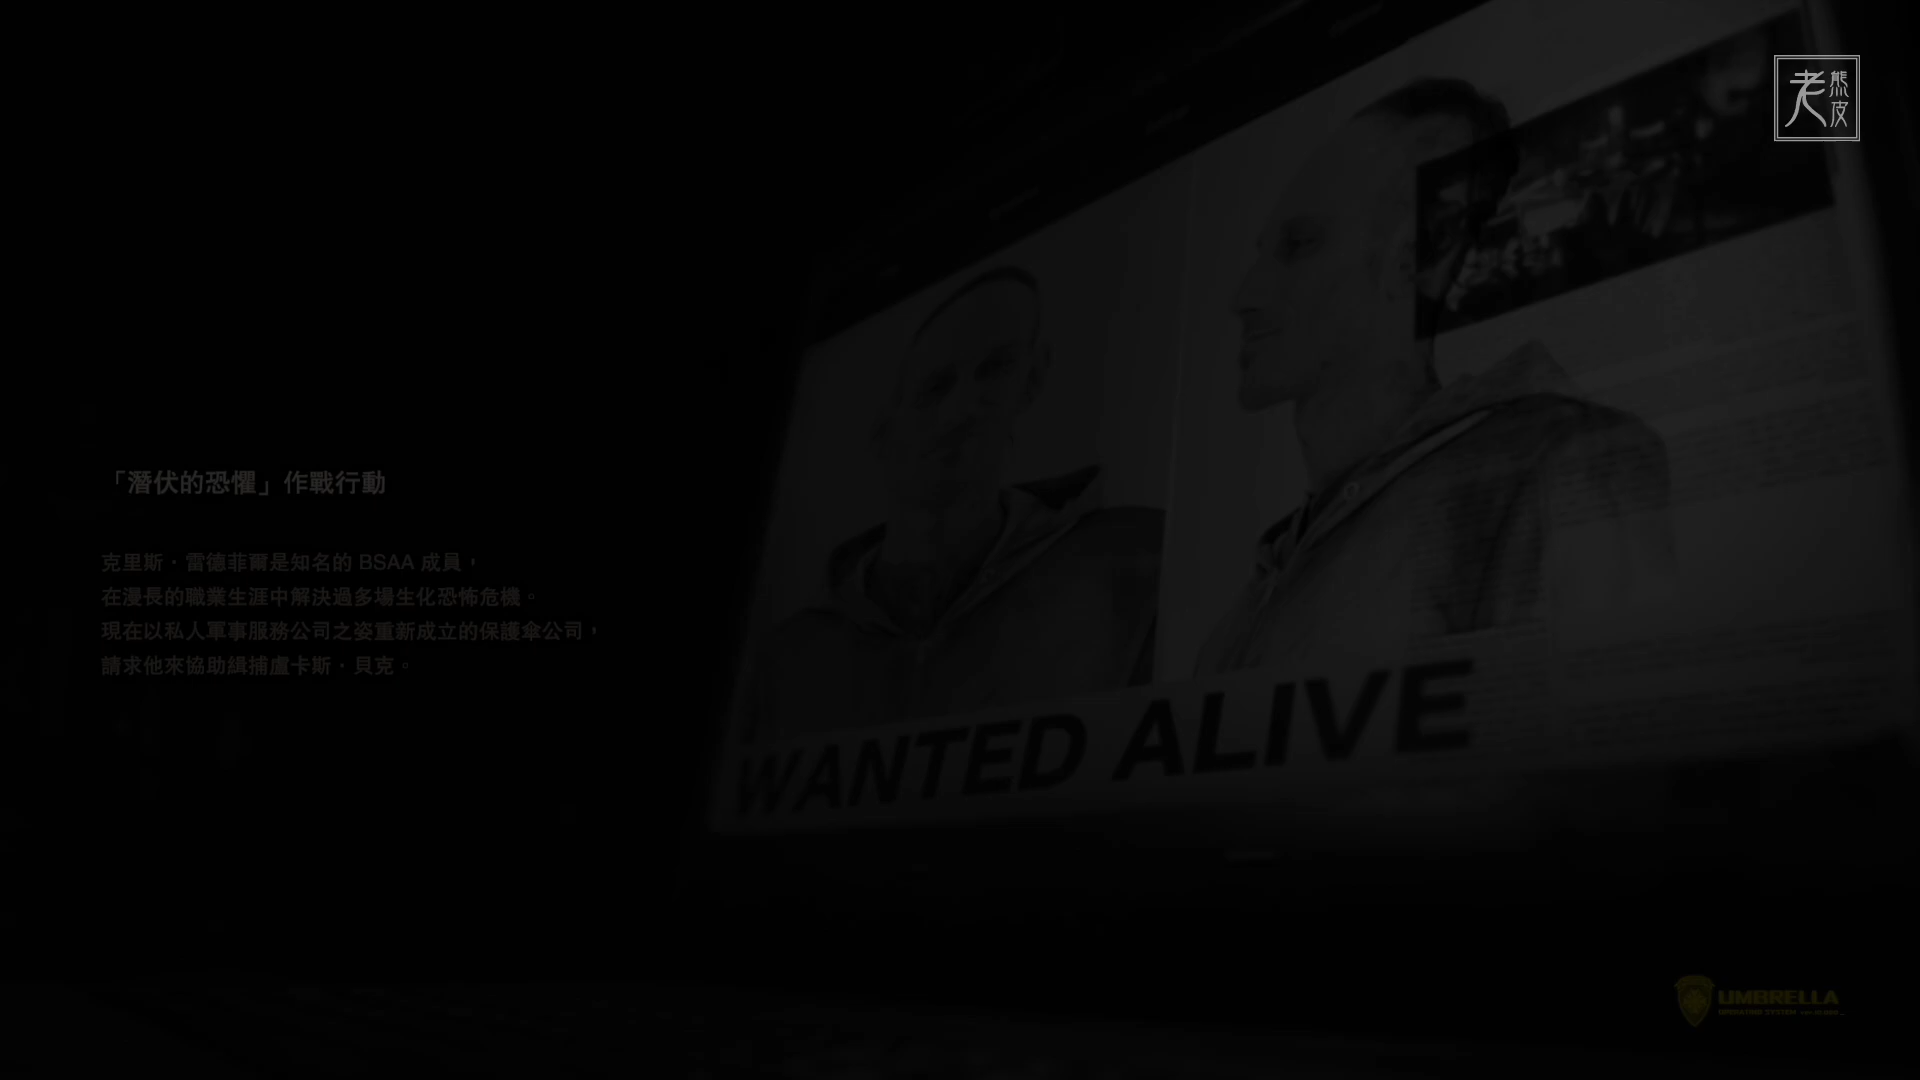 老熊皮
「潛伏的恐懼」作戰行動
克里斯·雷德菲爾是知名的 BSAA 成員，
在漫長的職業生涯中解決過多場生化恐怖危機。
現在以私人軍事服務公司之姿重新成立的保護傘公司，
請求他來協助緝捕盧卡斯·貝克。
WANTED ALIVE
UMBRELLA
OPERATING SYSTEM